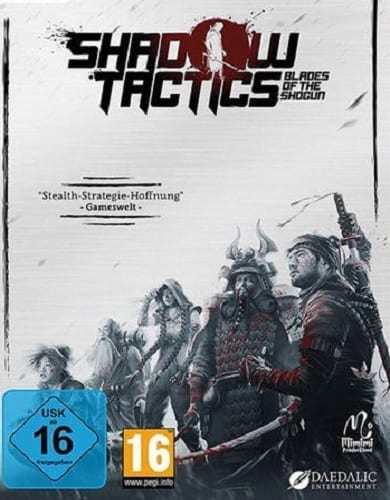 SHADOW
TACTICS
BLADES
OF THE
SHOGUN
"Stealth-Strategie-Hoffnung"
- Gameswelt -
USK
ab
16
freigegeben
16
www.pegi.info
mimimi
Productions
DAEDALIC
ENTERTAINMENT